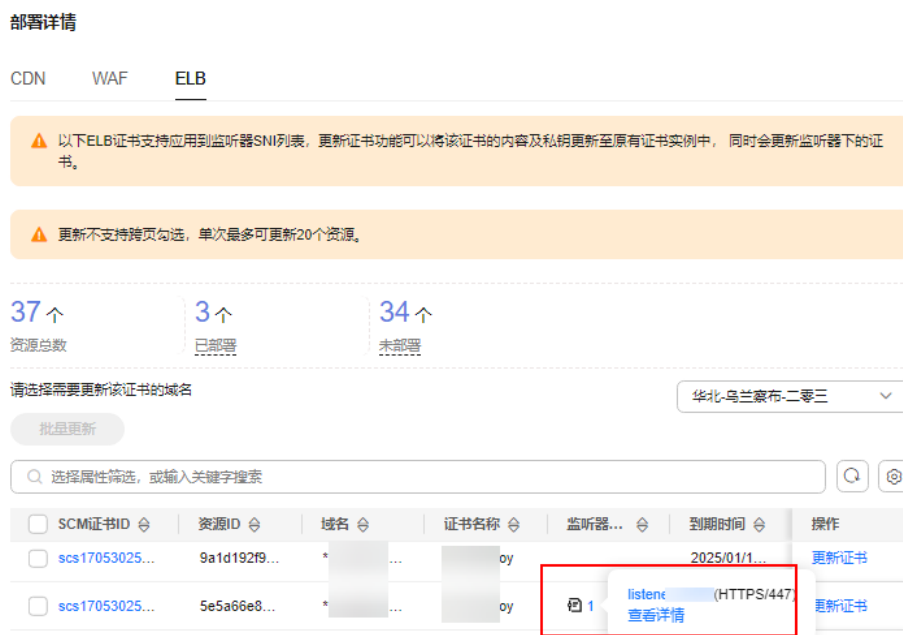 部署详情
CDN WAF ELB
以下ELB证书支持应用到监听器SNI列表，更新证书功能可以将该证书的内容及私钥更新至原有证书实例中， 同时会更新监听器下的证
书。
更新不支持跨页勾选，单次最多可更新20个资源。
37个 3个 34个
资源总数 已部署 未部署
请选择需要更新该证书的域名
华北-乌兰察布-二零三
批量更新
选择属性筛选，或输入关键字搜索
SCM证书ID 资源ID 域名 证书名称 监听器... 到期时间 操作
scs17053025... 9a1d192f9... *... oy 2025/01/1... 更新证书
scs17053025... 5e5a66e8... *... oy 1 listene (HTTPS/447) 更新证书
查看详情